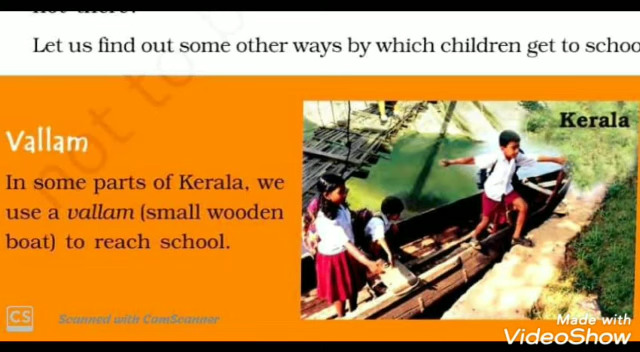 Let us find out some other ways by which children get to schoo
Vallam
In some parts of Kerala, we
use a vallam (small wooden
boat) to reach school.
Kerala
CS Scanned with CamScanner
Made with
VideoShow